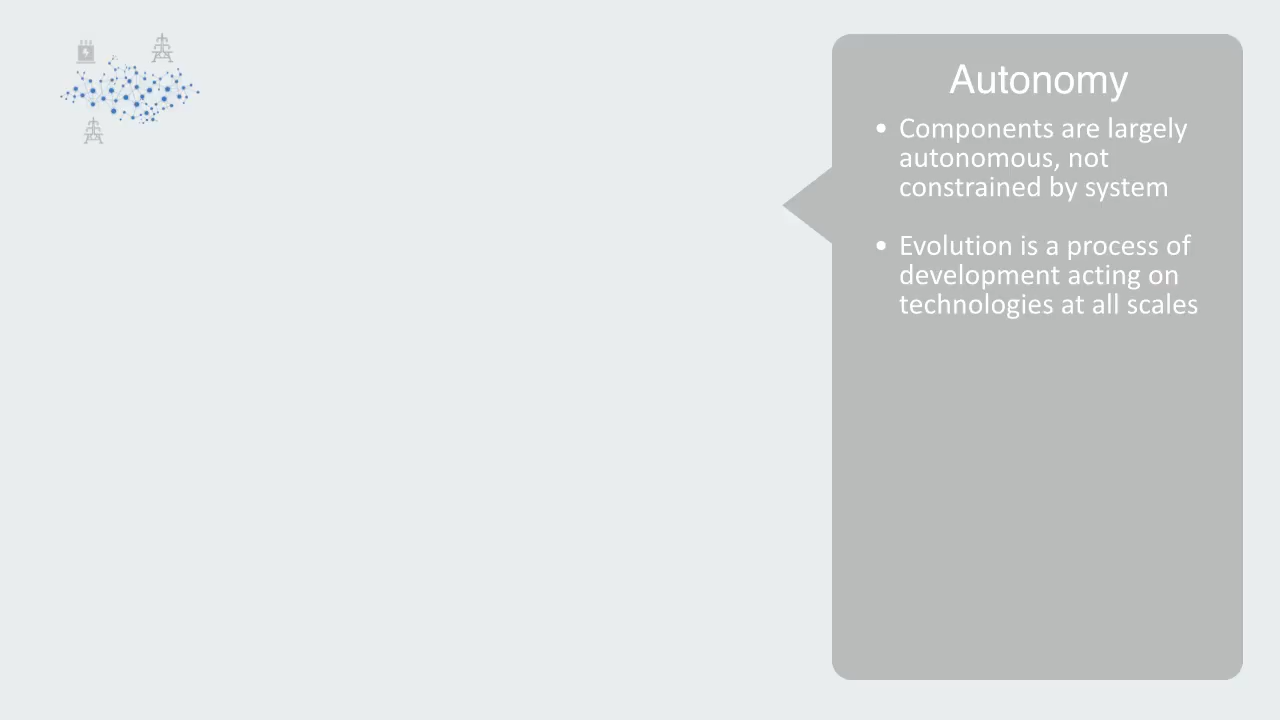 Autonomy
• Components are largely
autonomous, not
constrained by system
• Evolution is a process of
development acting on
technologies at all scales